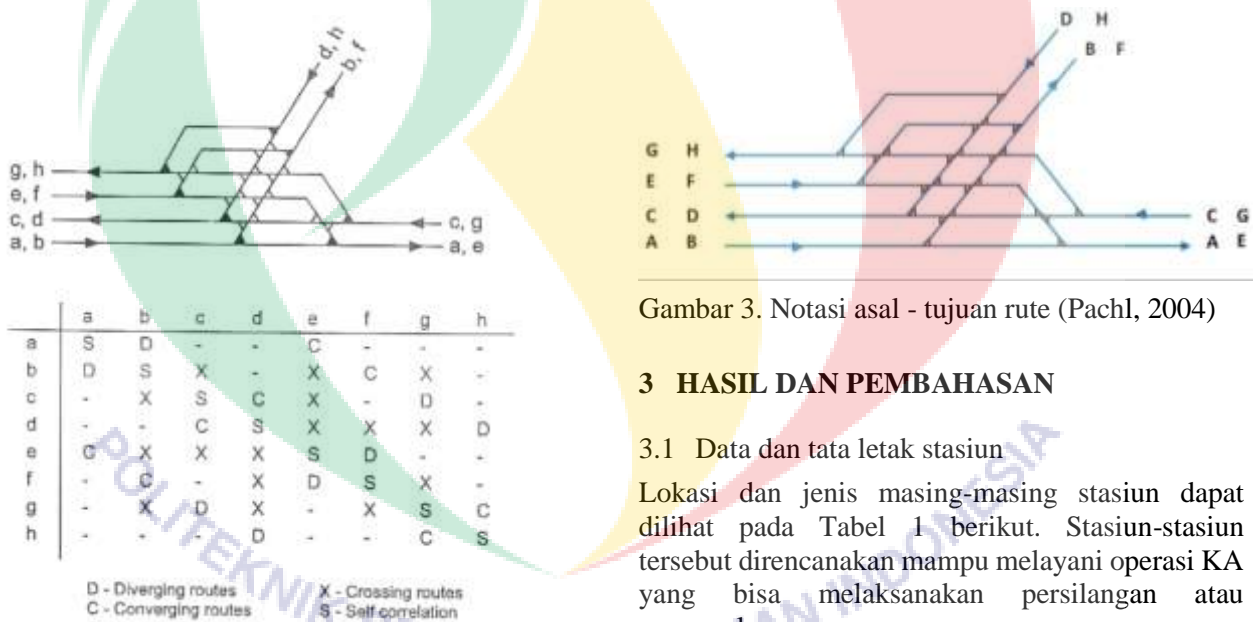 d, h
b, f
g, h
e, f
c, d
a, b
c, g
a, e
a b c d e f g h
a S D - - C - - -
b D S X - X C X -
c - X S C X - D -
d - - C S X X X D
e C X X X S D - -
f - C - X D S X -
g - X D X - X S C
h - - - D - - C S
D - Diverging routes X - Crossing routes
C - Converging routes S - Self correlation
D H
B F
G H
E F
C D
A B
C G
A E
Gambar 3. Notasi asal - tujuan rute (Pachl, 2004)
3 HASIL DAN PEMBAHASAN
3.1 Data dan tata letak stasiun
Lokasi dan jenis masing-masing stasiun dapat
dilihat pada Tabel 1 berikut. Stasiun-stasiun
tersebut direncanakan mampu melayani operasi KA
yang bisa melaksanakan persilangan atau
POLITEKNIK